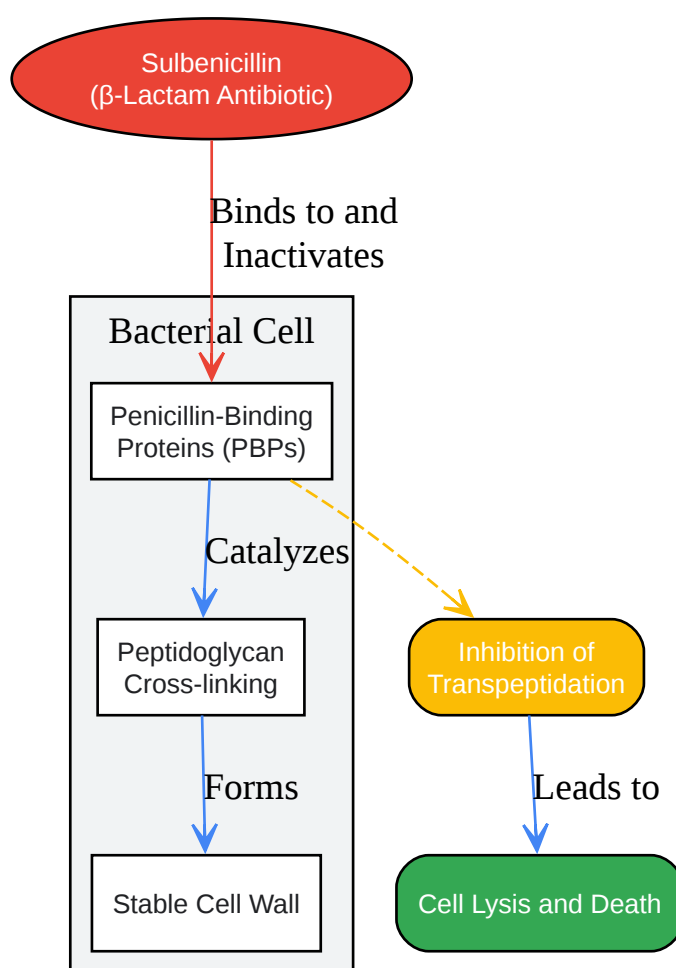 Sulbenicillin
(β-Lactam Antibiotic)
Binds to and
Inactivates
Bacterial Cell
Penicillin-Binding
Proteins (PBPs)
Catalyzes
Peptidoglycan
Cross-linking
Inhibition of
Transpeptidation
Forms
Leads to
Stable Cell Wall
Cell Lysis and Death